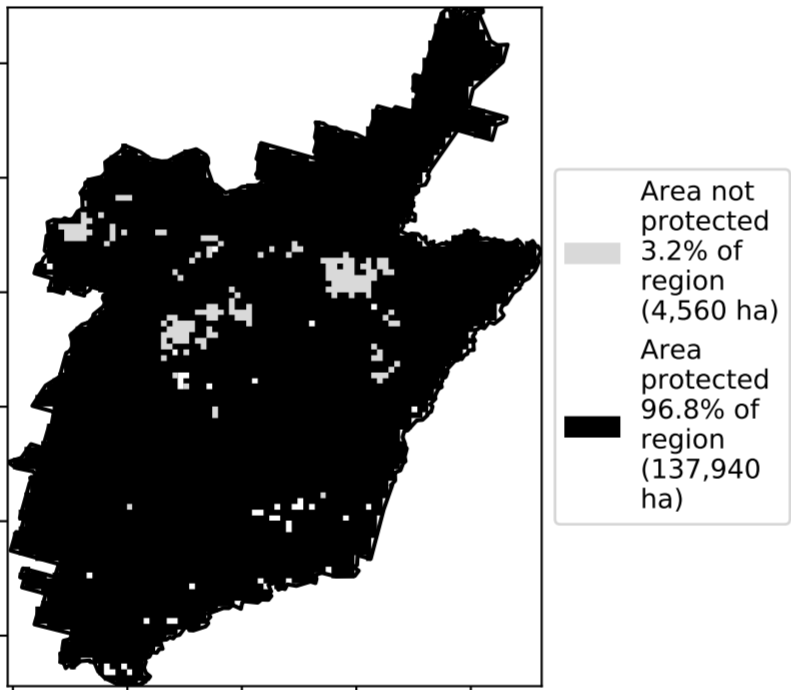 Area not
protected
3.2% of
region
(4,560 ha)
Area
protected
96.8% of
region
(137,940
ha)